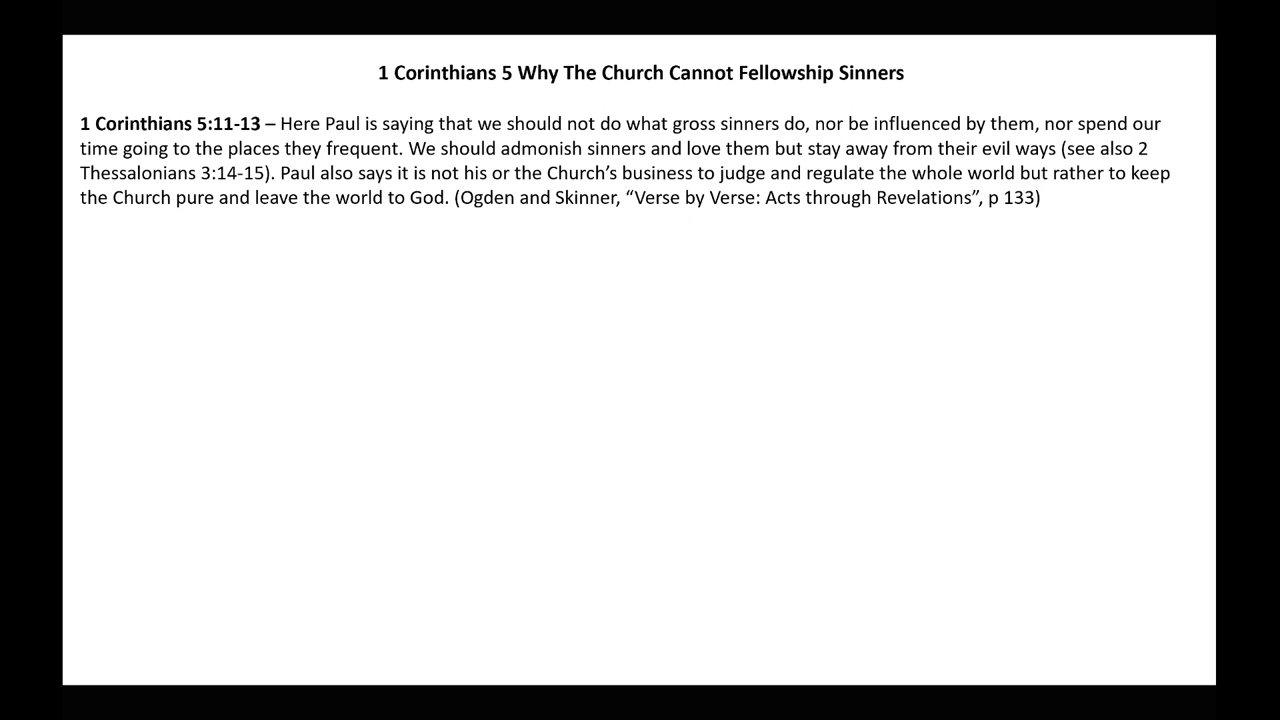 1 Corinthians 5 Why The Church Cannot Fellowship Sinners
1 Corinthians 5:11-13 – Here Paul is saying that we should not do what gross sinners do, nor be influenced by them, nor spend our
time going to the places they frequent. We should admonish sinners and love them but stay away from their evil ways (see also 2
Thessalonians 3:14-15). Paul also says it is not his or the Church’s business to judge and regulate the whole world but rather to keep
the Church pure and leave the world to God. (Ogden and Skinner, “Verse by Verse: Acts through Revelations”, p 133)